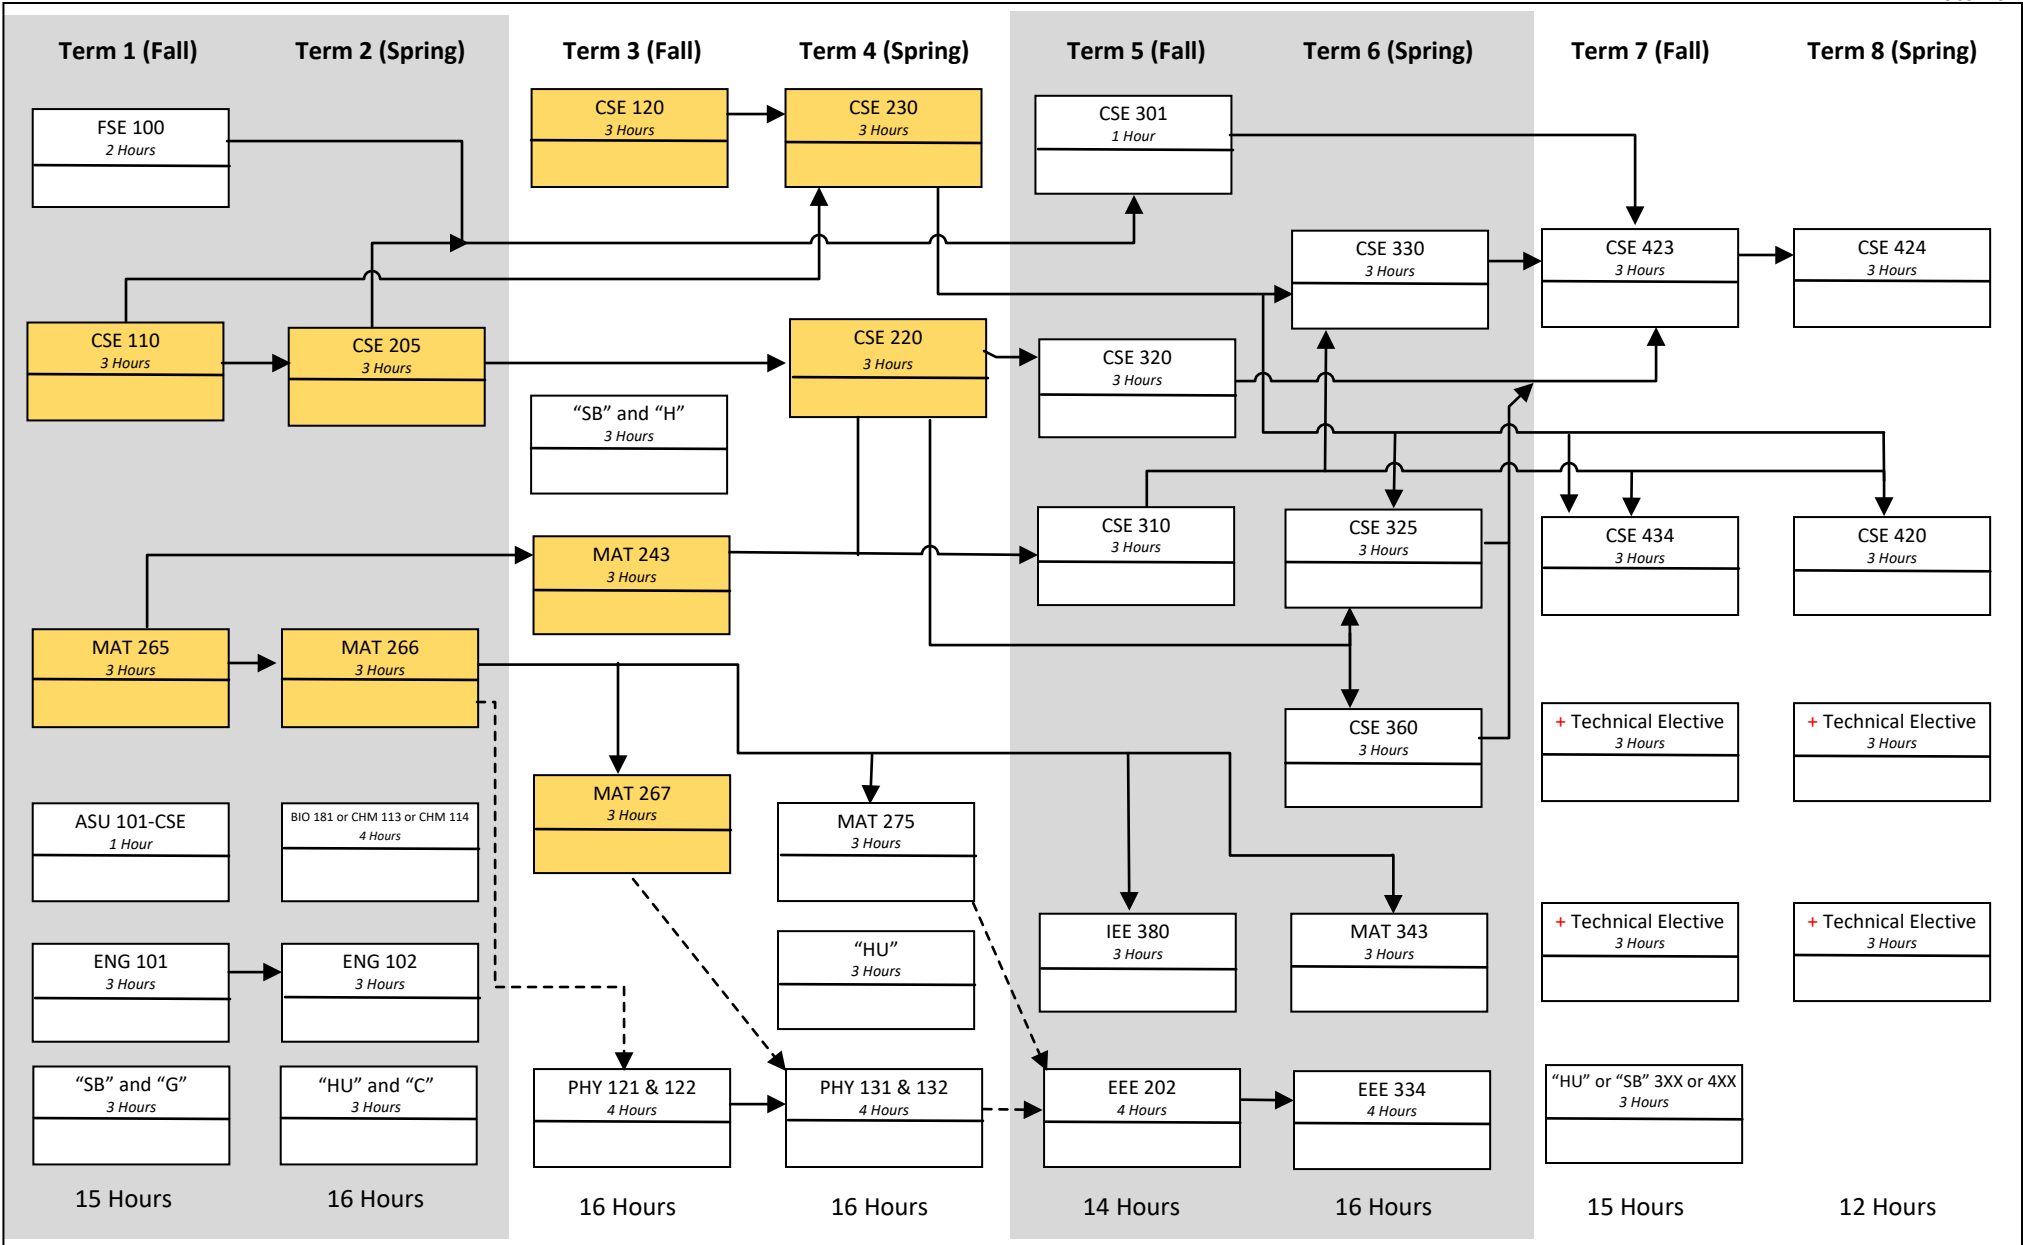 Term 1 (Fall)
Term 2 (Spring)
Term 3 (Fall)
Term 4 (Spring)
Term 5 (Fall)
Term 6 (Spring)
Term 7 (Fall)
Term 8 (Spring)
FSE 100
2 Hours
CSE 110
3 Hours
MAT 265
3 Hours
ASU 101-CSE
1 Hour
ENG 101
3 Hours
“SB” and “G”
3 Hours
15 Hours
CSE 205
3 Hours
MAT 266
3 Hours
BIO 181 or CHM 113 or CHM 114
4 Hours
ENG 102
3 Hours
“HU” and “C”
3 Hours
16 Hours
CSE 120
3 Hours
“SB” and “H”
3 Hours
MAT 243
3 Hours
MAT 267
3 Hours
PHY 121 & 122
4 Hours
16 Hours
CSE 230
3 Hours
CSE 220
3 Hours
MAT 275
3 Hours
“HU”
3 Hours
PHY 131 & 132
4 Hours
16 Hours
CSE 301
1 Hour
CSE 320
3 Hours
CSE 310
3 Hours
IEE 380
3 Hours
EEE 202
4 Hours
14 Hours
CSE 330
3 Hours
CSE 325
3 Hours
CSE 360
3 Hours
MAT 343
3 Hours
EEE 334
4 Hours
16 Hours
CSE 423
3 Hours
CSE 434
3 Hours
+ Technical Elective
3 Hours
+ Technical Elective
3 Hours
“HU” or “SB” 3XX or 4XX
3 Hours
15 Hours
CSE 424
3 Hours
CSE 420
3 Hours
+ Technical Elective
3 Hours
+ Technical Elective
3 Hours
12 Hours